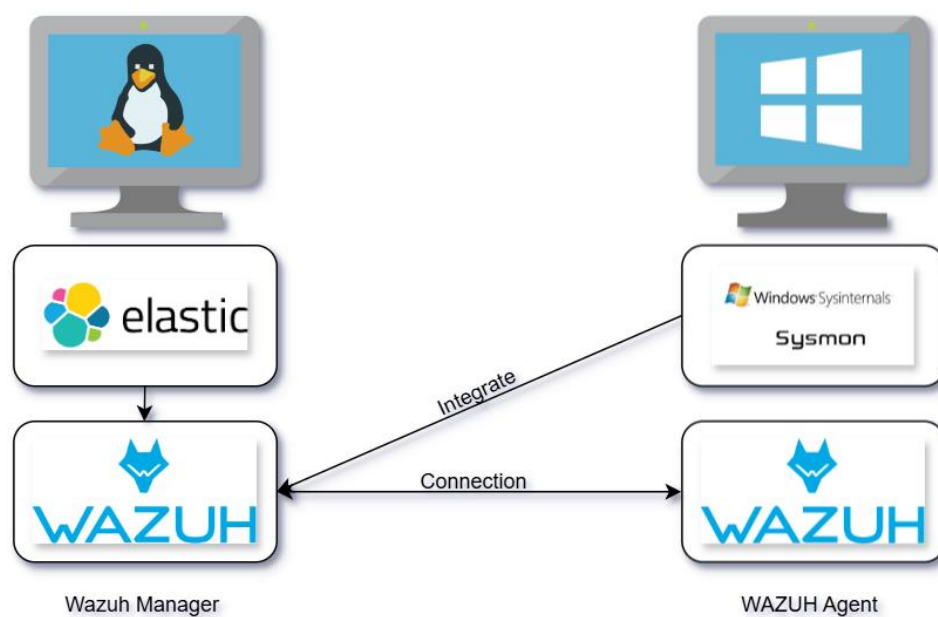 elastic
Windows Sysinternals
Sysmon
Integrate
Connection
WAZUH
WAZUH
Wazuh Manager
WAZUH Agent